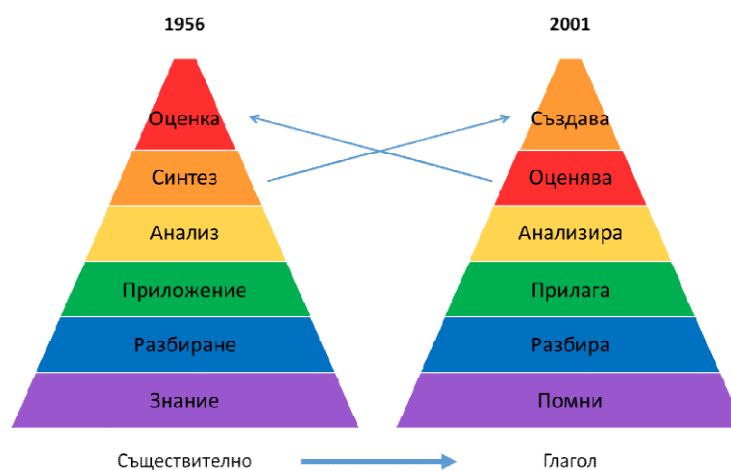 1956
Оценка
Синтез
Анализ
Приложение
Разбиране
Знание
2001
Създава
Оценява
Анализира
Прилага
Разбира
Помни
Съществително
Глагол